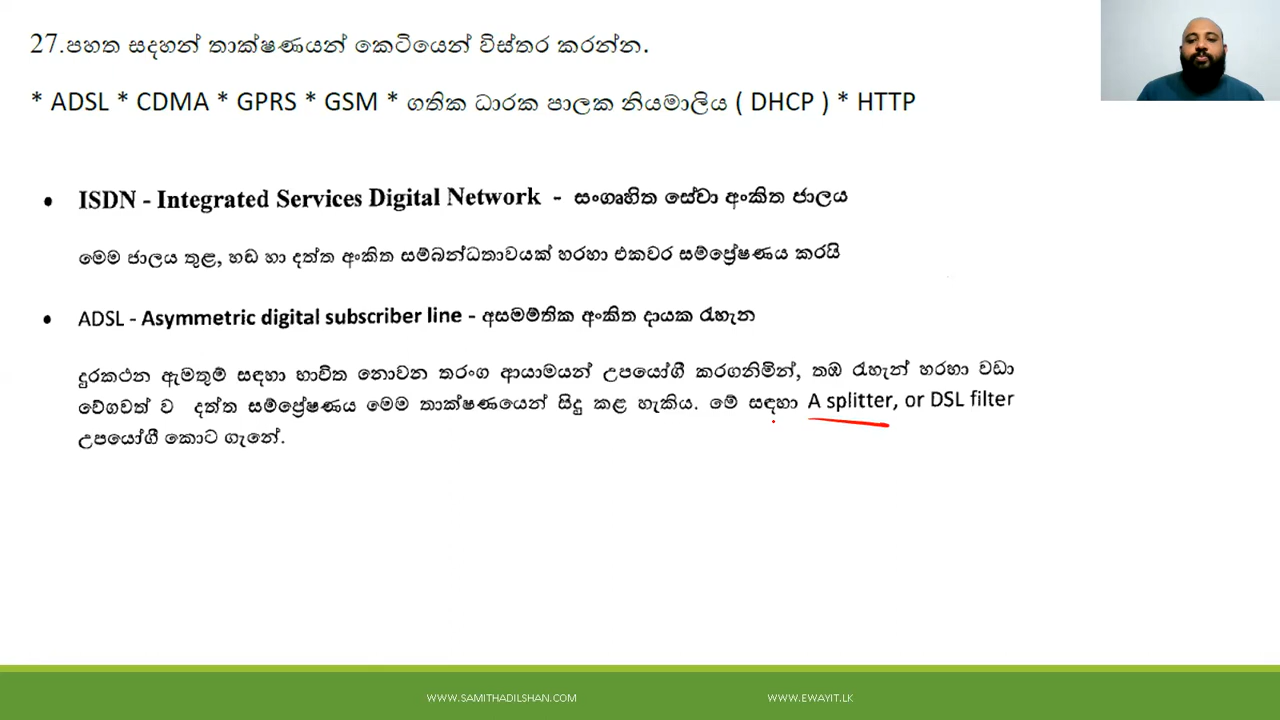 27.පහත සඳහන් තාක්ෂණයන් කෙටියෙන් විස්තර කරන්න.
* ADSL * CDMA * GPRS * GSM * ගතික ධාරක පාලක නියමාලිය ( DHCP ) * HTTP
• ISDN - Integrated Services Digital Network - සංගෘහිත සේවා අංකිත ජාලය
මෙම ජාලය තුළ, හඬ හා දත්ත අංකිත සම්බන්ධතාවයක් හරහා එකවර සම්ප්‍රේෂණය කරයි
• ADSL - Asymmetric digital subscriber line - අසමමිතික අංකිත දායක රැහැන
දුරකථන ඇමතුම් සඳහා භාවිත නොවන තරංග ආයාමයන් උපයෝගී කරගනිමින්, තඹ රැහැන් හරහා වඩා
වේගවත් ව දත්ත සම්ප්‍රේෂණය මෙම තාක්ෂණයෙන් සිදු කළ හැකිය. මේ සඳහා A splitter, or DSL filter
උපයෝගී කොට ගැනේ.
WWW.SAMITHADILSHAN.COM WWW.EWAYIT.LK